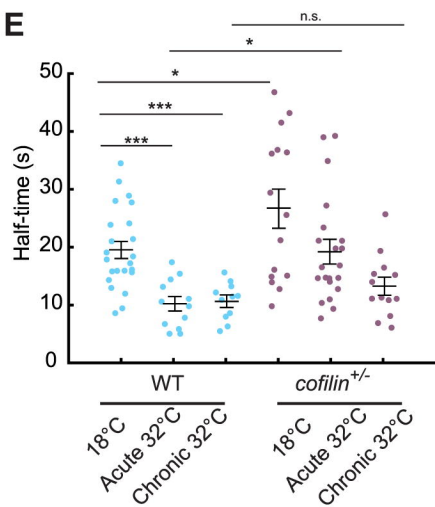 E
n.s.
*
*
***
***
Half-time (s)
50
40
30
20
10
0
WT
cofilin+/-
18°C
Acute 32°C
Chronic 32°C
18°C
Acute 32°C
Chronic 32°C